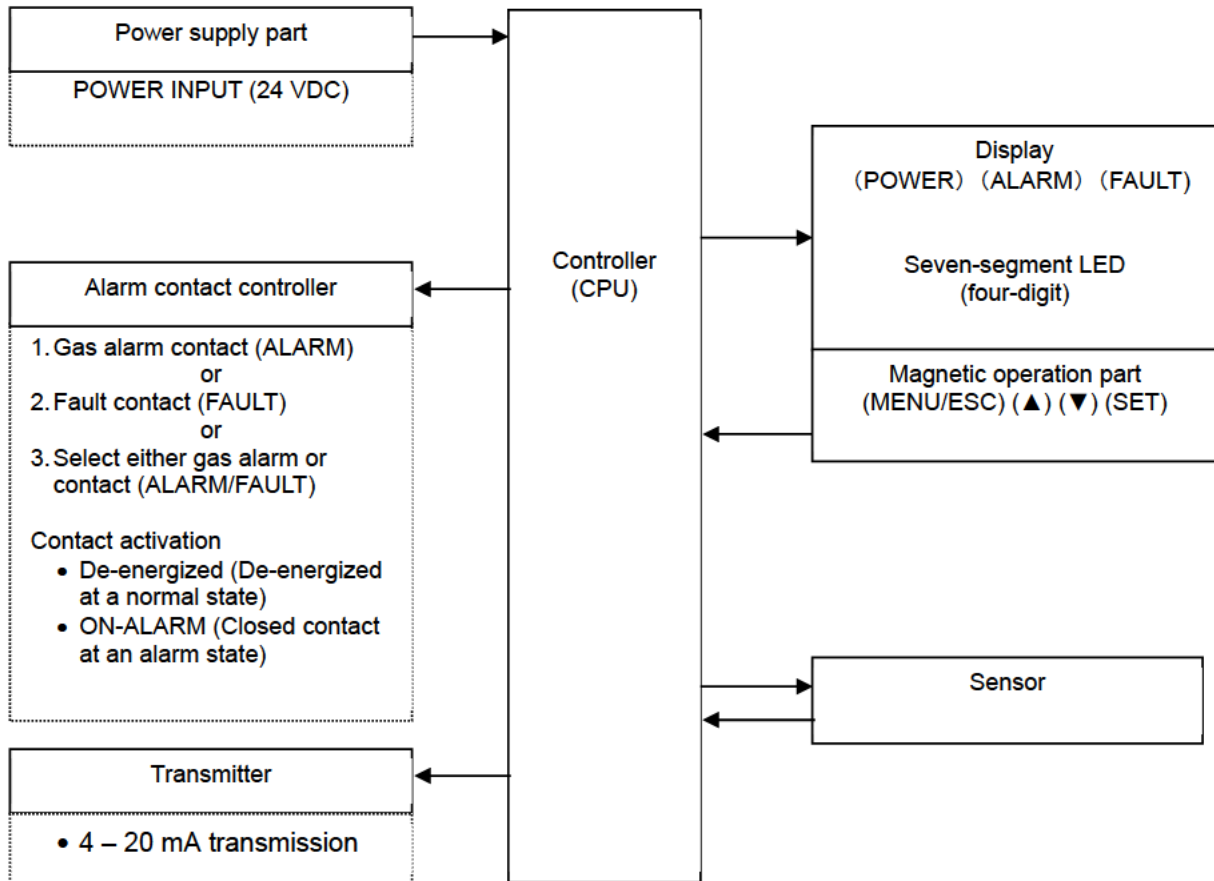 Power supply part
POWER INPUT (24 VDC)
Alarm contact controller
1. Gas alarm contact (ALARM)
or
2. Fault contact (FAULT)
or
3. Select either gas alarm or
contact (ALARM/FAULT)
Contact activation
• De-energized (De-energized
at a normal state)
• ON-ALARM (Closed contact
at an alarm state)
Transmitter
• 4 – 20 mA transmission
Controller
(CPU)
Display
（POWER）（ALARM）（FAULT)
Seven-segment LED
(four-digit)
Magnetic operation part
(MENU/ESC) (▲) (▼) (SET)
Sensor